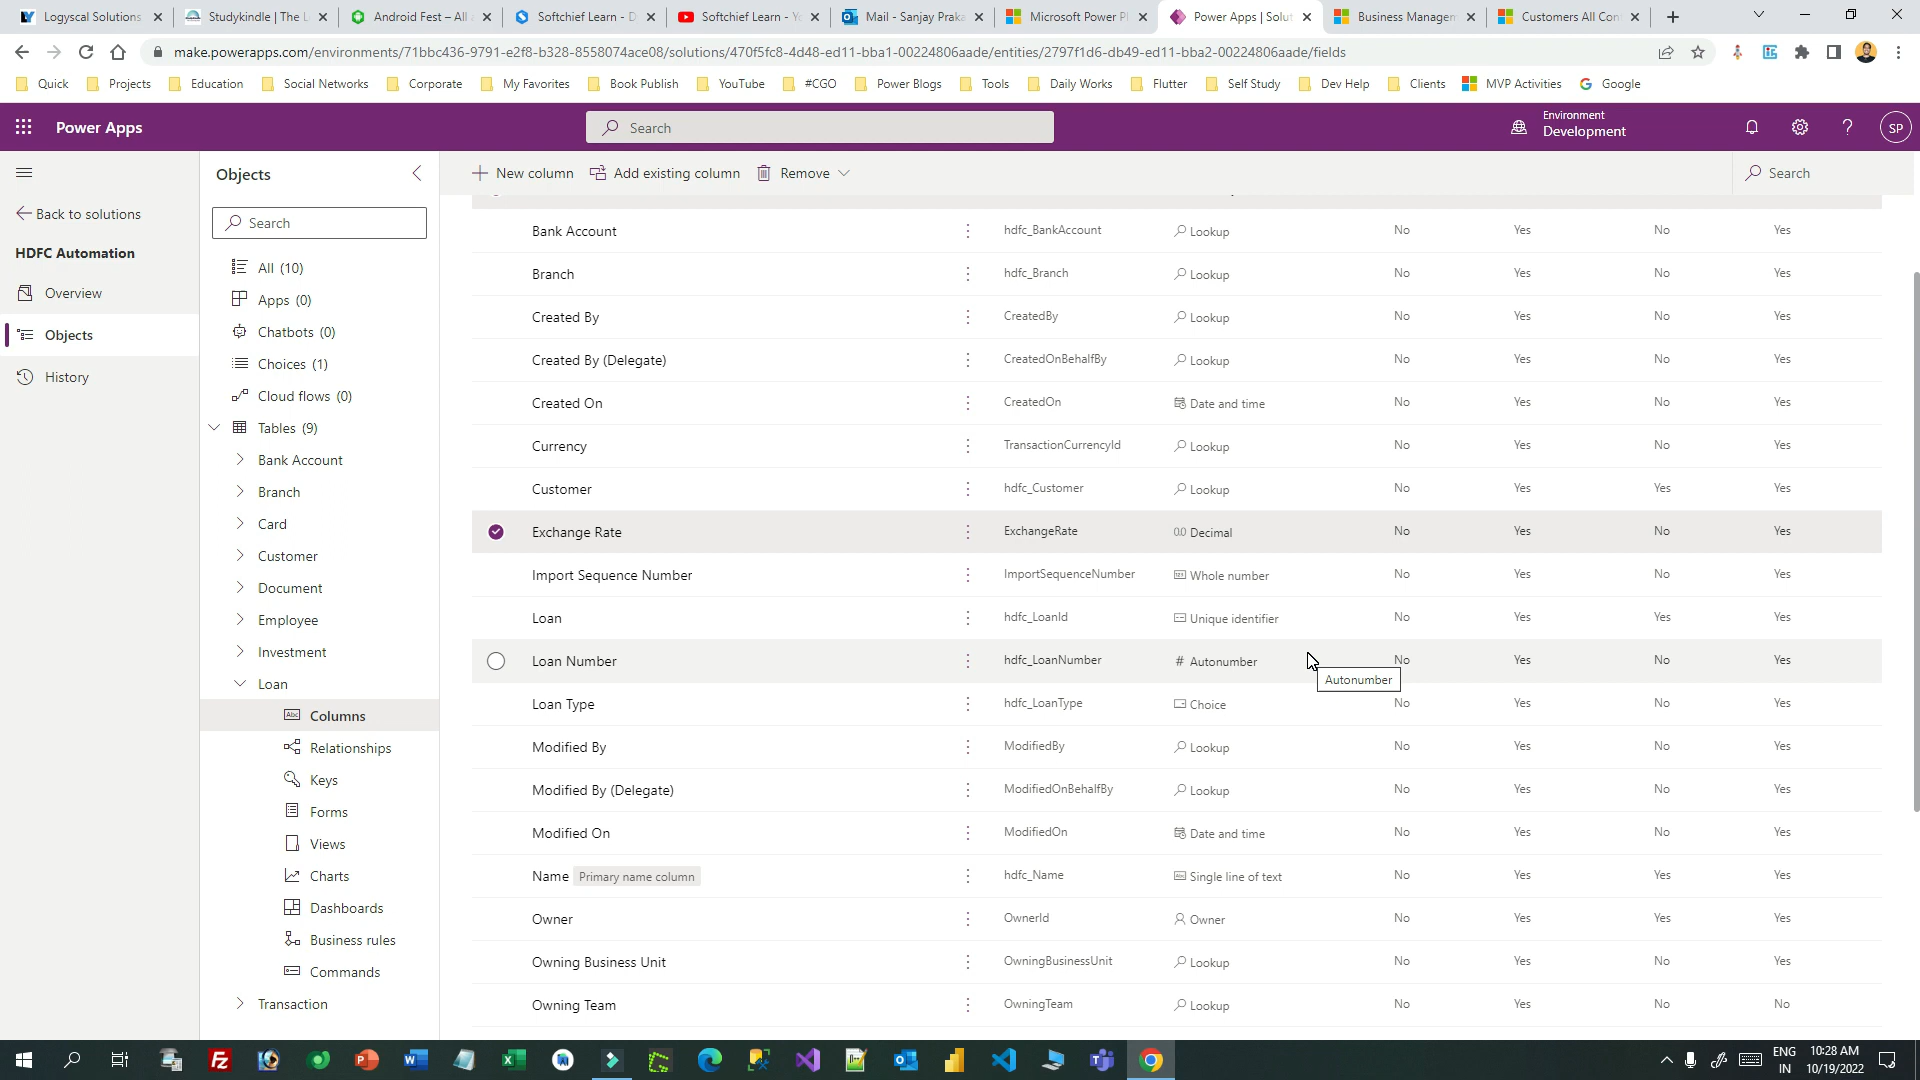 Logyscal Solutions
Studykindle | The L
Android Fest – All
Softchief Learn - D
Softchief Learn - Yo
Mail - Sanjay Praka
Microsoft Power Pl
Power Apps | Solut
Business Managem
Customers All Con
make.powerapps.com/environments/71bbc436-9791-e2f8-b328-8558074ace08/solutions/470f5fc8-4d48-ed11-bba1-00224806aade/entities/2797f1d6-db49-ed11-bba2-00224806aade/fields
Quick
Projects
Education
Social Networks
Corporate
My Favorites
Book Publish
YouTube
#CGO
Power Blogs
Tools
Daily Works
Flutter
Self Study
Dev Help
Clients
MVP Activities
Google
Power Apps
Search
Environment
Development
SP
Back to solutions
HDFC Automation
Overview
Objects
History
Objects
Search
All (10)
Apps (0)
Chatbots (0)
Choices (1)
Cloud flows (0)
Tables (9)
Bank Account
Branch
Card
Customer
Document
Employee
Investment
Loan
Columns
Relationships
Keys
Forms
Views
Charts
Dashboards
Business rules
Commands
Transaction
New column
Add existing column
Remove
Search
Bank Account hdfc_BankAccount Lookup No Yes No Yes
Branch hdfc_Branch Lookup No Yes No Yes
Created By CreatedBy Lookup No Yes No Yes
Created By (Delegate) CreatedOnBehalfBy Lookup No Yes No Yes
Created On CreatedOn Date and time No Yes No Yes
Currency TransactionCurrencyId Lookup No Yes No Yes
Customer hdfc_Customer Lookup No Yes Yes Yes
Exchange Rate ExchangeRate 0.0 Decimal No Yes No Yes
Import Sequence Number ImportSequenceNumber Whole number No Yes No Yes
Loan hdfc_LoanId Unique identifier No Yes Yes Yes
Loan Number hdfc_LoanNumber # Autonumber No Yes No Yes
Autonumber
Loan Type hdfc_LoanType Choice No Yes No Yes
Modified By ModifiedBy Lookup No Yes No Yes
Modified By (Delegate) ModifiedOnBehalfBy Lookup No Yes No Yes
Modified On ModifiedOn Date and time No Yes No Yes
Name Primary name column hdfc_Name Abc Single line of text No Yes Yes Yes
Owner OwnerId Owner No Yes Yes Yes
Owning Business Unit OwningBusinessUnit Lookup No Yes No Yes
Owning Team OwningTeam Lookup No Yes No No
ENG
IN
10:28 AM
10/19/2022